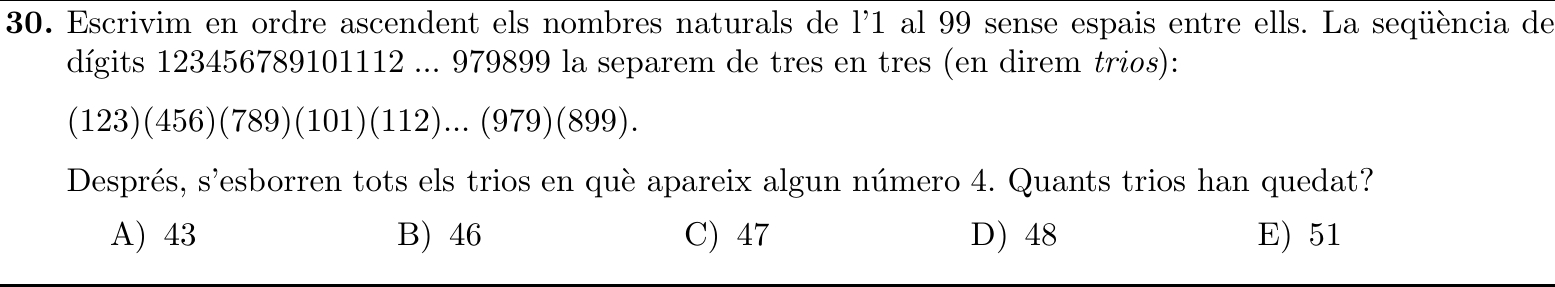 30. Escrivim en ordre ascendent els nombres naturals de l'1 al 99 sense espais entre ells. La seqüència de
dígits 123456789101112 ... 979899 la separem de tres en tres (en direm trios):
(123)(456)(789)(101)(112)... (979)(899).
Després, s'esborren tots els trios en què apareix algun número 4. Quants trios han quedat?
A) 43 B) 46 C) 47 D) 48 E) 51